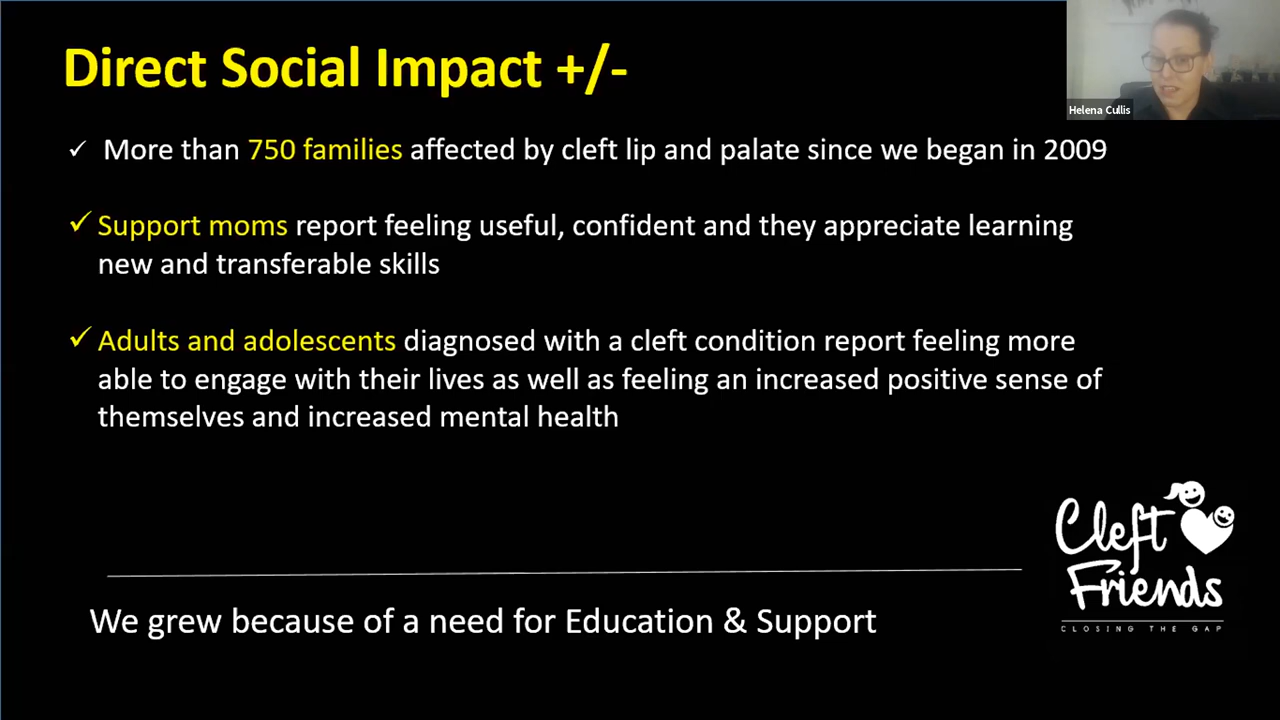 Direct Social Impact +/-
Helena Cullis
✓ More than 750 families affected by cleft lip and palate since we began in 2009
✓ Support moms report feeling useful, confident and they appreciate learning
new and transferable skills
✓ Adults and adolescents diagnosed with a cleft condition report feeling more
able to engage with their lives as well as feeling an increased positive sense of
themselves and increased mental health
Cleft
Friends
CLOSING THE GAP
We grew because of a need for Education & Support